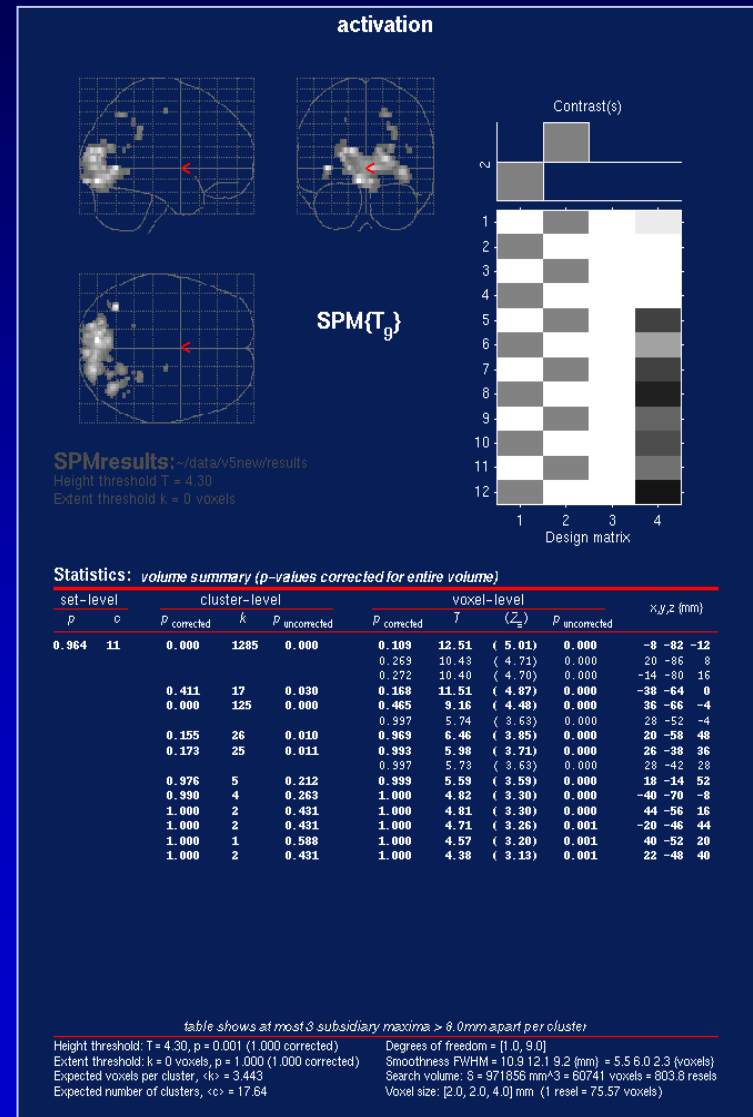 activation
Contrast(s)
2
1
2
3
4
5
6
7
8
9
10
11
12
1 2 3 4
Design matrix
SPM{T9}
SPMresults: ~/data/v5new/results
Height threshold T = 4.30
Extent threshold k = 0 voxels
Statistics: volume summary (p-values corrected for entire volume)
set-level cluster-level voxel-level x,y,z {mm}
p c p corrected k p uncorrected p corrected T (Z≡) p uncorrected
0.964 11 0.000 1285 0.000 0.109 12.51 ( 5.01) 0.000 -8 -82 -12
0.269 10.43 ( 4.71) 0.000 20 -86 8
0.272 10.40 ( 4.70) 0.000 -14 -80 16
0.411 17 0.030 0.168 11.51 ( 4.87) 0.000 -38 -64 0
0.000 125 0.000 0.465 9.16 ( 4.48) 0.000 36 -66 -4
0.997 5.74 ( 3.63) 0.000 28 -52 -4
0.155 26 0.010 0.969 6.46 ( 3.85) 0.000 20 -58 48
0.173 25 0.011 0.993 5.98 ( 3.71) 0.000 26 -38 36
0.997 5.73 ( 3.63) 0.000 28 -42 28
0.976 5 0.212 0.999 5.59 ( 3.59) 0.000 18 -14 52
0.990 4 0.263 1.000 4.82 ( 3.30) 0.000 -40 -70 -8
1.000 2 0.431 1.000 4.81 ( 3.30) 0.000 44 -56 16
1.000 2 0.431 1.000 4.71 ( 3.26) 0.001 -20 -46 44
1.000 1 0.588 1.000 4.57 ( 3.20) 0.001 40 -52 20
1.000 2 0.431 1.000 4.38 ( 3.13) 0.001 22 -48 40
table shows at most 3 subsidiary maxima > 8.0mm apart per cluster
Height threshold: T = 4.30, p = 0.001 (1.000 corrected) Degrees of freedom = [1.0, 9.0]
Extent threshold: k = 0 voxels, p = 1.000 (1.000 corrected) Smoothness FWHM = 10.9 12.1 9.2 {mm} = 5.5 6.0 2.3 {voxels}
Expected voxels per cluster, <k> = 3.443 Search volume: S = 971856 mm^3 = 60741 voxels = 803.8 resels
Expected number of clusters, <c> = 17.64 Voxel size: [2.0, 2.0, 4.0] mm (1 resel = 75.57 voxels)